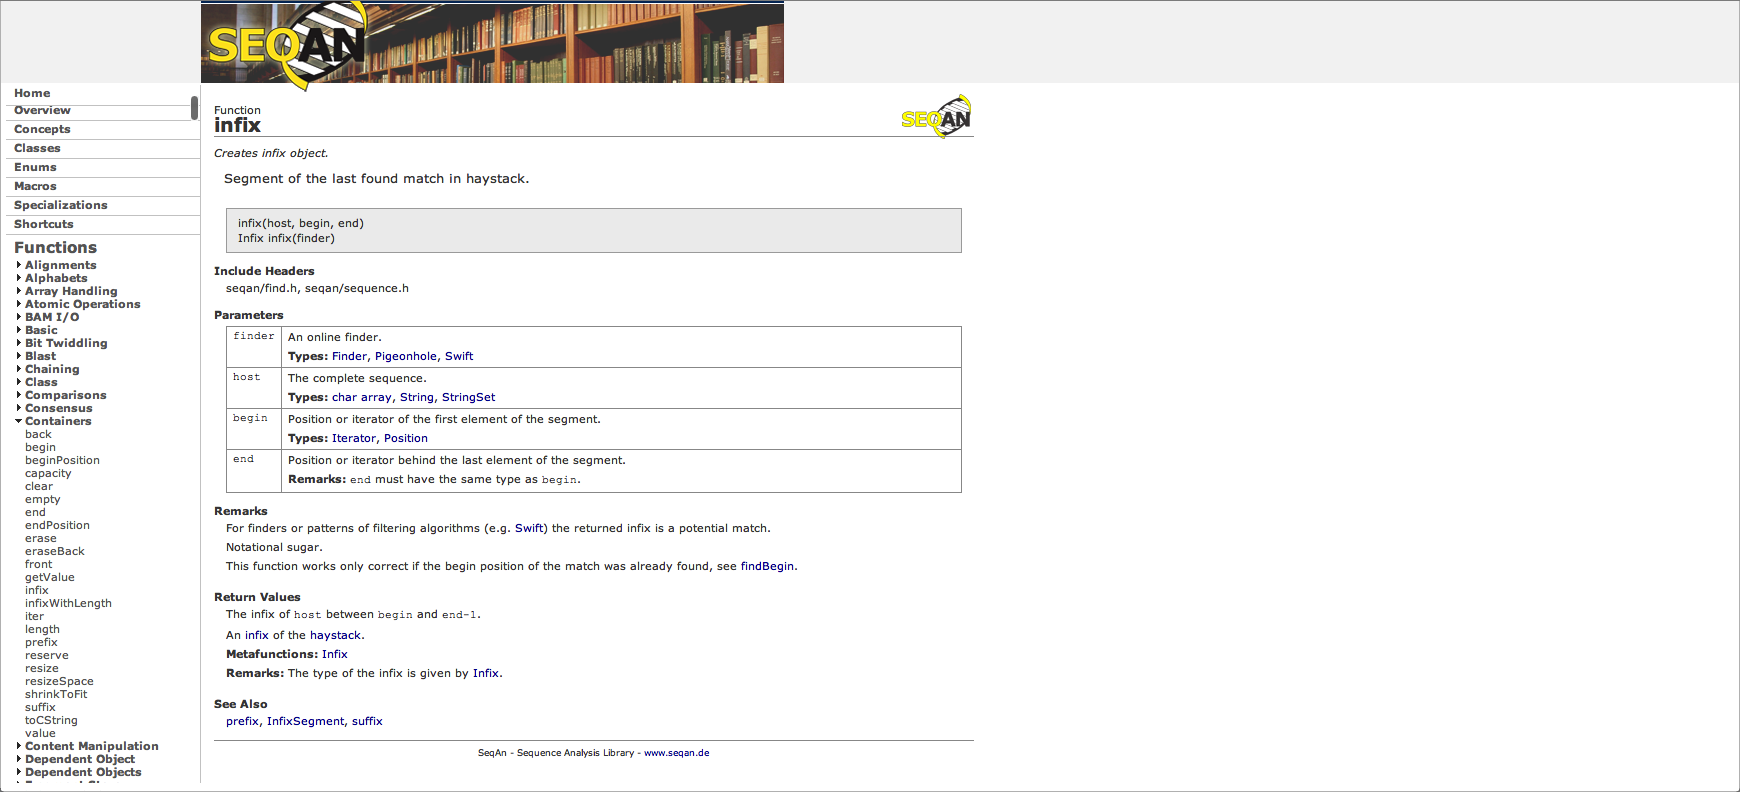 SEQAN
Home
Overview
Concepts
Classes
Enums
Macros
Specializations
Shortcuts
Functions
Alignments
Alphabets
Array Handling
Atomic Operations
BAM I/O
Basic
Bit Twiddling
Blast
Chaining
Class
Comparisons
Consensus
Containers
back
begin
beginPosition
capacity
clear
empty
end
endPosition
erase
eraseBack
front
getValue
infix
infixWithLength
iter
length
prefix
reserve
resize
resizeSpace
shrinkToFit
suffix
toCString
value
Content Manipulation
Dependent Object
Dependent Objects
Function
infix
SEQAN
Creates infix object.
Segment of the last found match in haystack.
infix(host, begin, end)
Infix infix(finder)
Include Headers
seqan/find.h, seqan/sequence.h
Parameters
finder An online finder.
Types: Finder, Pigeonhole, Swift
host The complete sequence.
Types: char array, String, StringSet
begin Position or iterator of the first element of the segment.
Types: Iterator, Position
end Position or iterator behind the last element of the segment.
Remarks: end must have the same type as begin.
Remarks
For finders or patterns of filtering algorithms (e.g. Swift) the returned infix is a potential match.
Notational sugar.
This function works only correct if the begin position of the match was already found, see findBegin.
Return Values
The infix of host between begin and end-1.
An infix of the haystack.
Metafunctions: Infix
Remarks: The type of the infix is given by Infix.
See Also
prefix, InfixSegment, suffix
SeqAn - Sequence Analysis Library - www.seqan.de